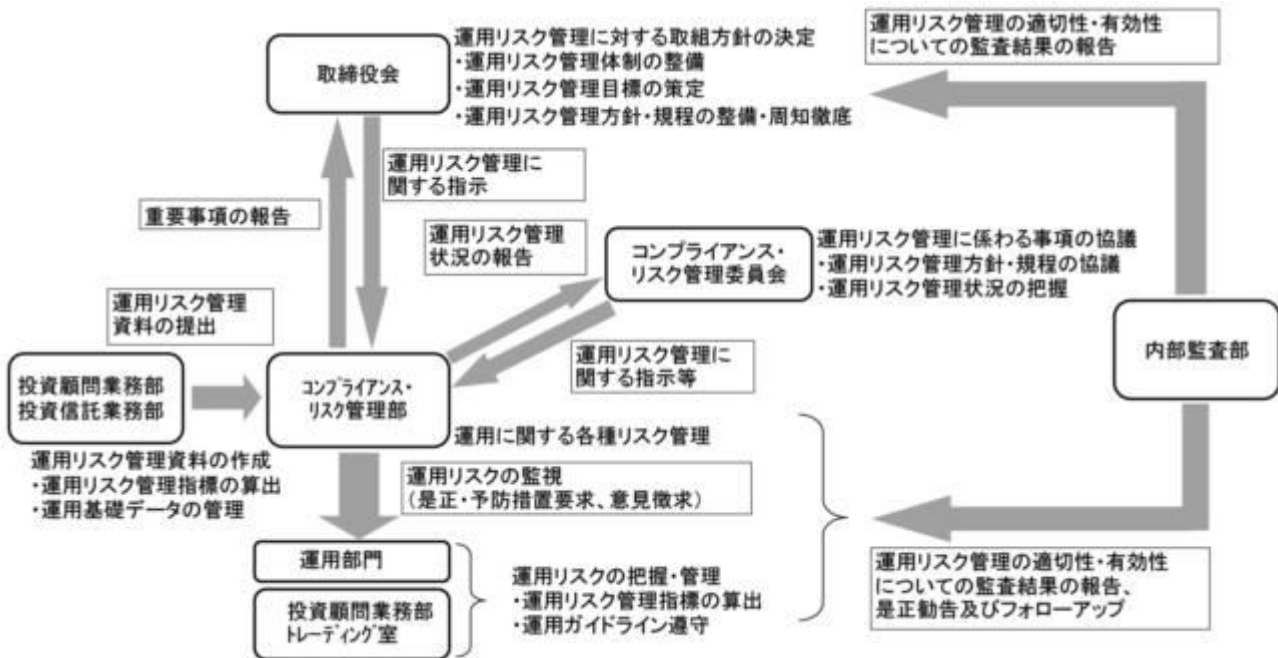 取締役会
運用リスク管理に対する取組方針の決定
・運用リスク管理体制の整備
・運用リスク管理目標の策定
・運用リスク管理方針・規程の整備・周知徹底
運用リスク管理の適切性・有効性
についての監査結果の報告
運用リスク管理に
関する指示
重要事項の報告
運用リスク管理
状況の報告
コンプライアンス・
リスク管理委員会
運用リスク管理に係わる事項の協議
・運用リスク管理方針・規程の協議
・運用リスク管理状況の把握
運用リスク管理
資料の提出
運用リスク管理に
関する指示等
内部監査部
投資顧問業務部
投資信託業務部
コンプライアンス・
リスク管理部
運用に関する各種リスク管理
運用リスク管理資料の作成
・運用リスク管理指標の算出
・運用基礎データの管理
運用リスクの監視
(是正・予防措置要求、意見徴求)
運用部門
投資顧問業務部
トレーディング室
運用リスクの把握・管理
・運用リスク管理指標の算出
・運用ガイドライン遵守
運用リスク管理の適切性・有効性
についての監査結果の報告、
是正勧告及びフォローアップ